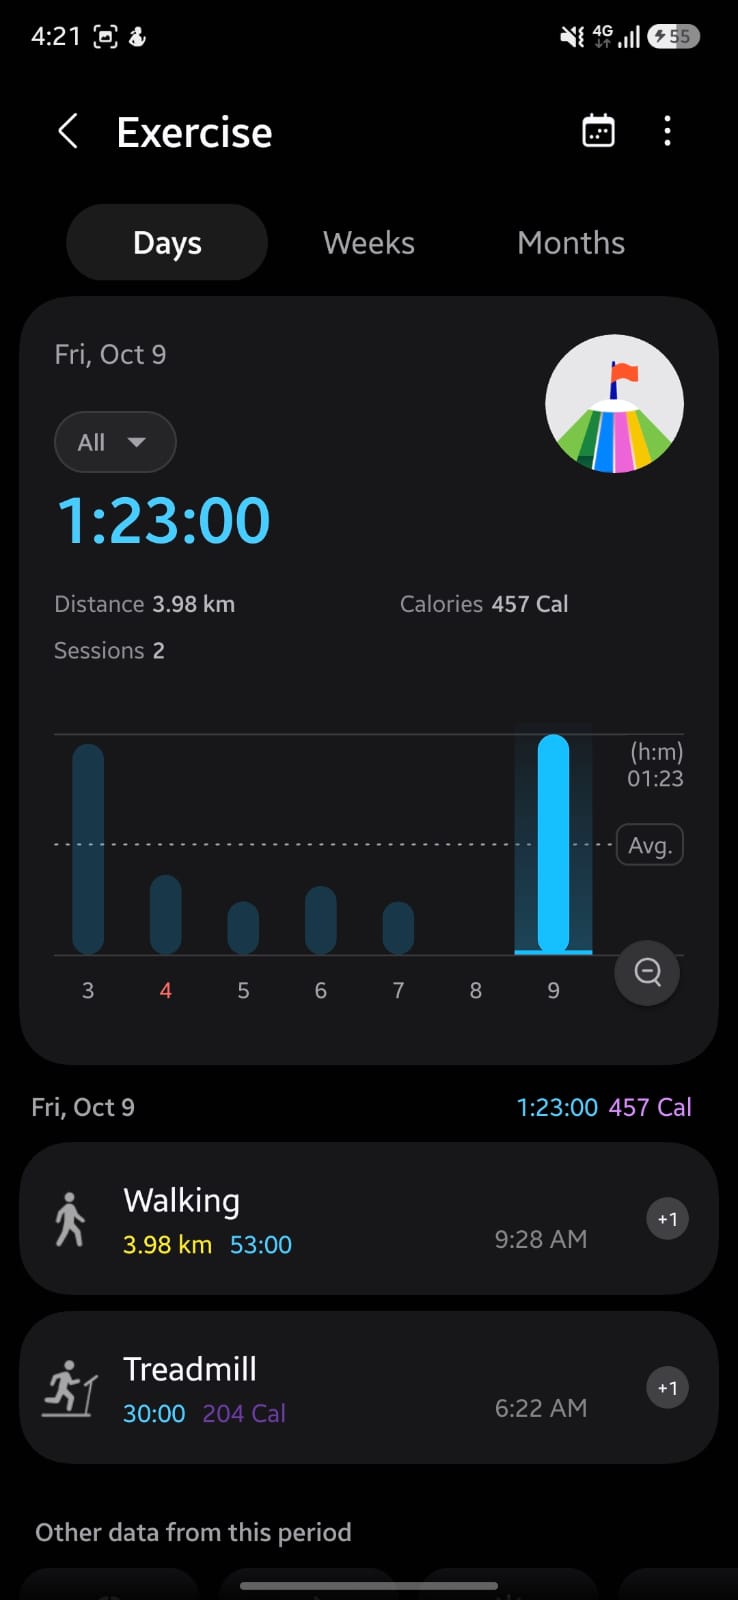 4:21 4G 55
Exercise
Days Weeks Months
Fri, Oct 9
All
1:23:00
Distance 3.98 km Calories 457 Cal
Sessions 2
(h:m)
01:23
Avg.
3 4 5 6 7 8 9
Fri, Oct 9 1:23:00 457 Cal
Walking
3.98 km 53:00 9:28 AM +1
Treadmill
30:00 204 Cal 6:22 AM +1
Other data from this period